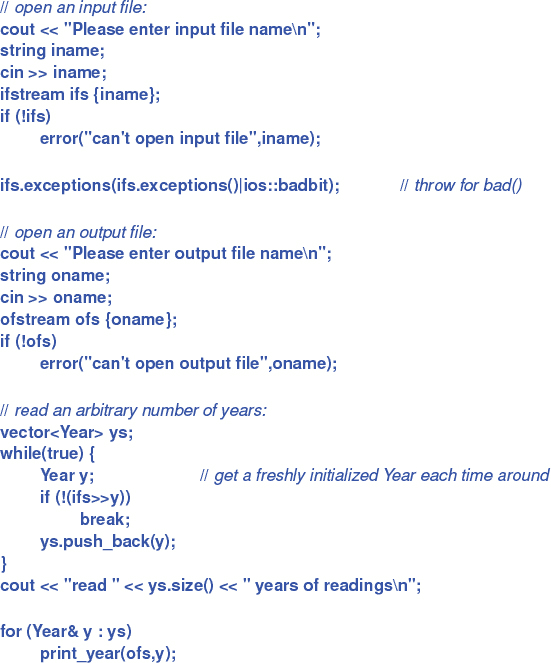 // open an input file:
cout << "Please enter input file name\n";
string iname;
cin >> iname;
ifstream ifs {iname};
if (!ifs)
error("can't open input file",iname);
ifs.exceptions(ifs.exceptions()|ios::badbit); // throw for bad()
// open an output file:
cout << "Please enter output file name\n";
string oname;
cin >> oname;
ofstream ofs {oname};
if (!ofs)
error("can't open output file",oname);
// read an arbitrary number of years:
vector<Year> ys;
while(true) {
Year y; // get a freshly initialized Year each time around
if (!(ifs>>y))
break;
ys.push_back(y);
}
cout << "read " << ys.size() << " years of readings\n";
for (Year& y : ys)
print_year(ofs,y);